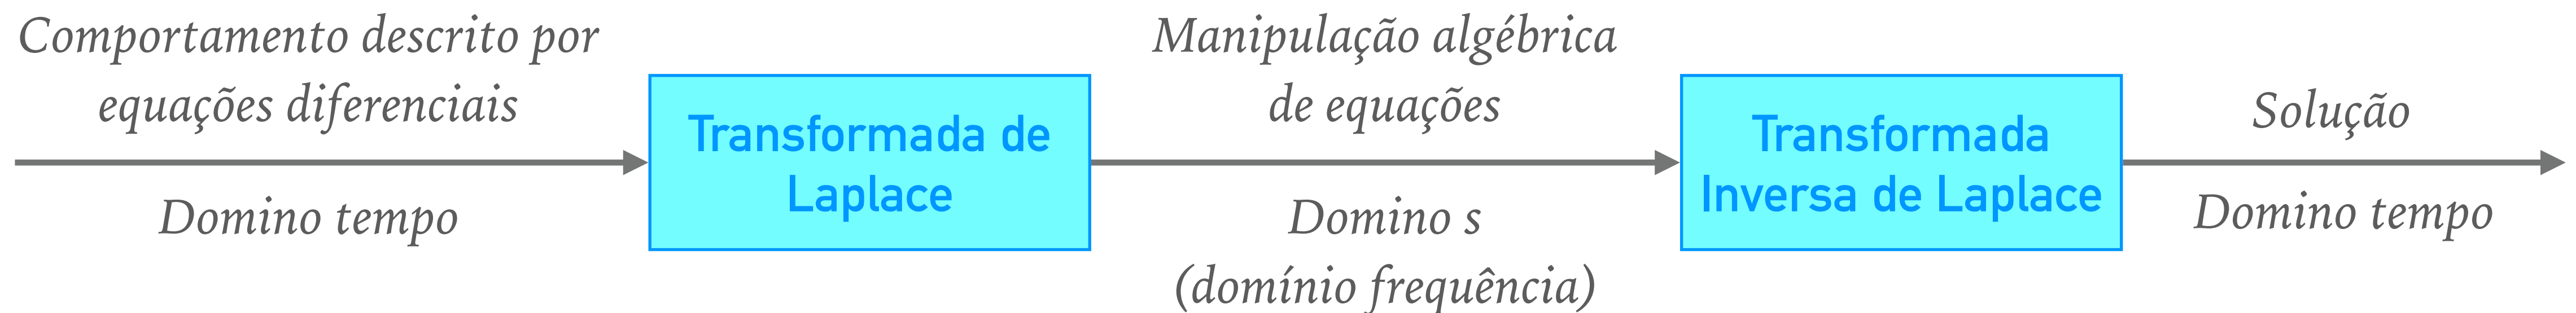 Comportamento descrito por
equações diferenciais
Domino tempo
Transformada de
Laplace
Manipulação algébrica
de equações
Domino s
(domínio frequência)
Transformada
Inversa de Laplace
Solução
Domino tempo